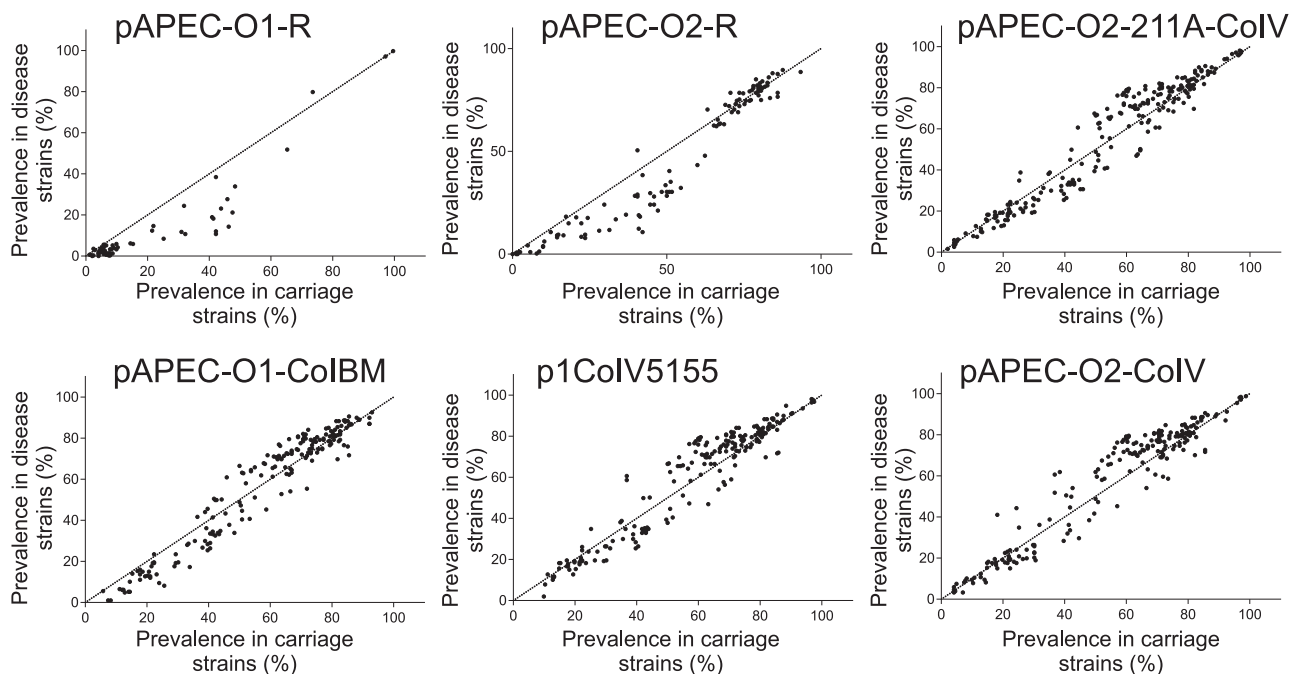 pAPEC-O1-R
Prevalence in disease
strains (%)
100
80
60
40
20
0
0 20 40 60 80 100
Prevalence in carriage
strains (%)
pAPEC-O2-R
Prevalence in disease
strains (%)
100
50
0
0 50 100
Prevalence in carriage
strains (%)
pAPEC-O2-211A-ColV
Prevalence in disease
strains (%)
100
80
60
40
20
0
0 20 40 60 80 100
Prevalence in carriage
strains (%)
pAPEC-O1-ColBM
Prevalence in disease
strains (%)
100
80
60
40
20
0
0 20 40 60 80 100
Prevalence in carriage
strains (%)
p1ColV5155
Prevalence in disease
strains (%)
100
80
60
40
20
0
0 20 40 60 80 100
Prevalence in carriage
strains (%)
pAPEC-O2-ColV
Prevalence in disease
strains (%)
100
80
60
40
20
0
0 20 40 60 80 100
Prevalence in carriage
strains (%)